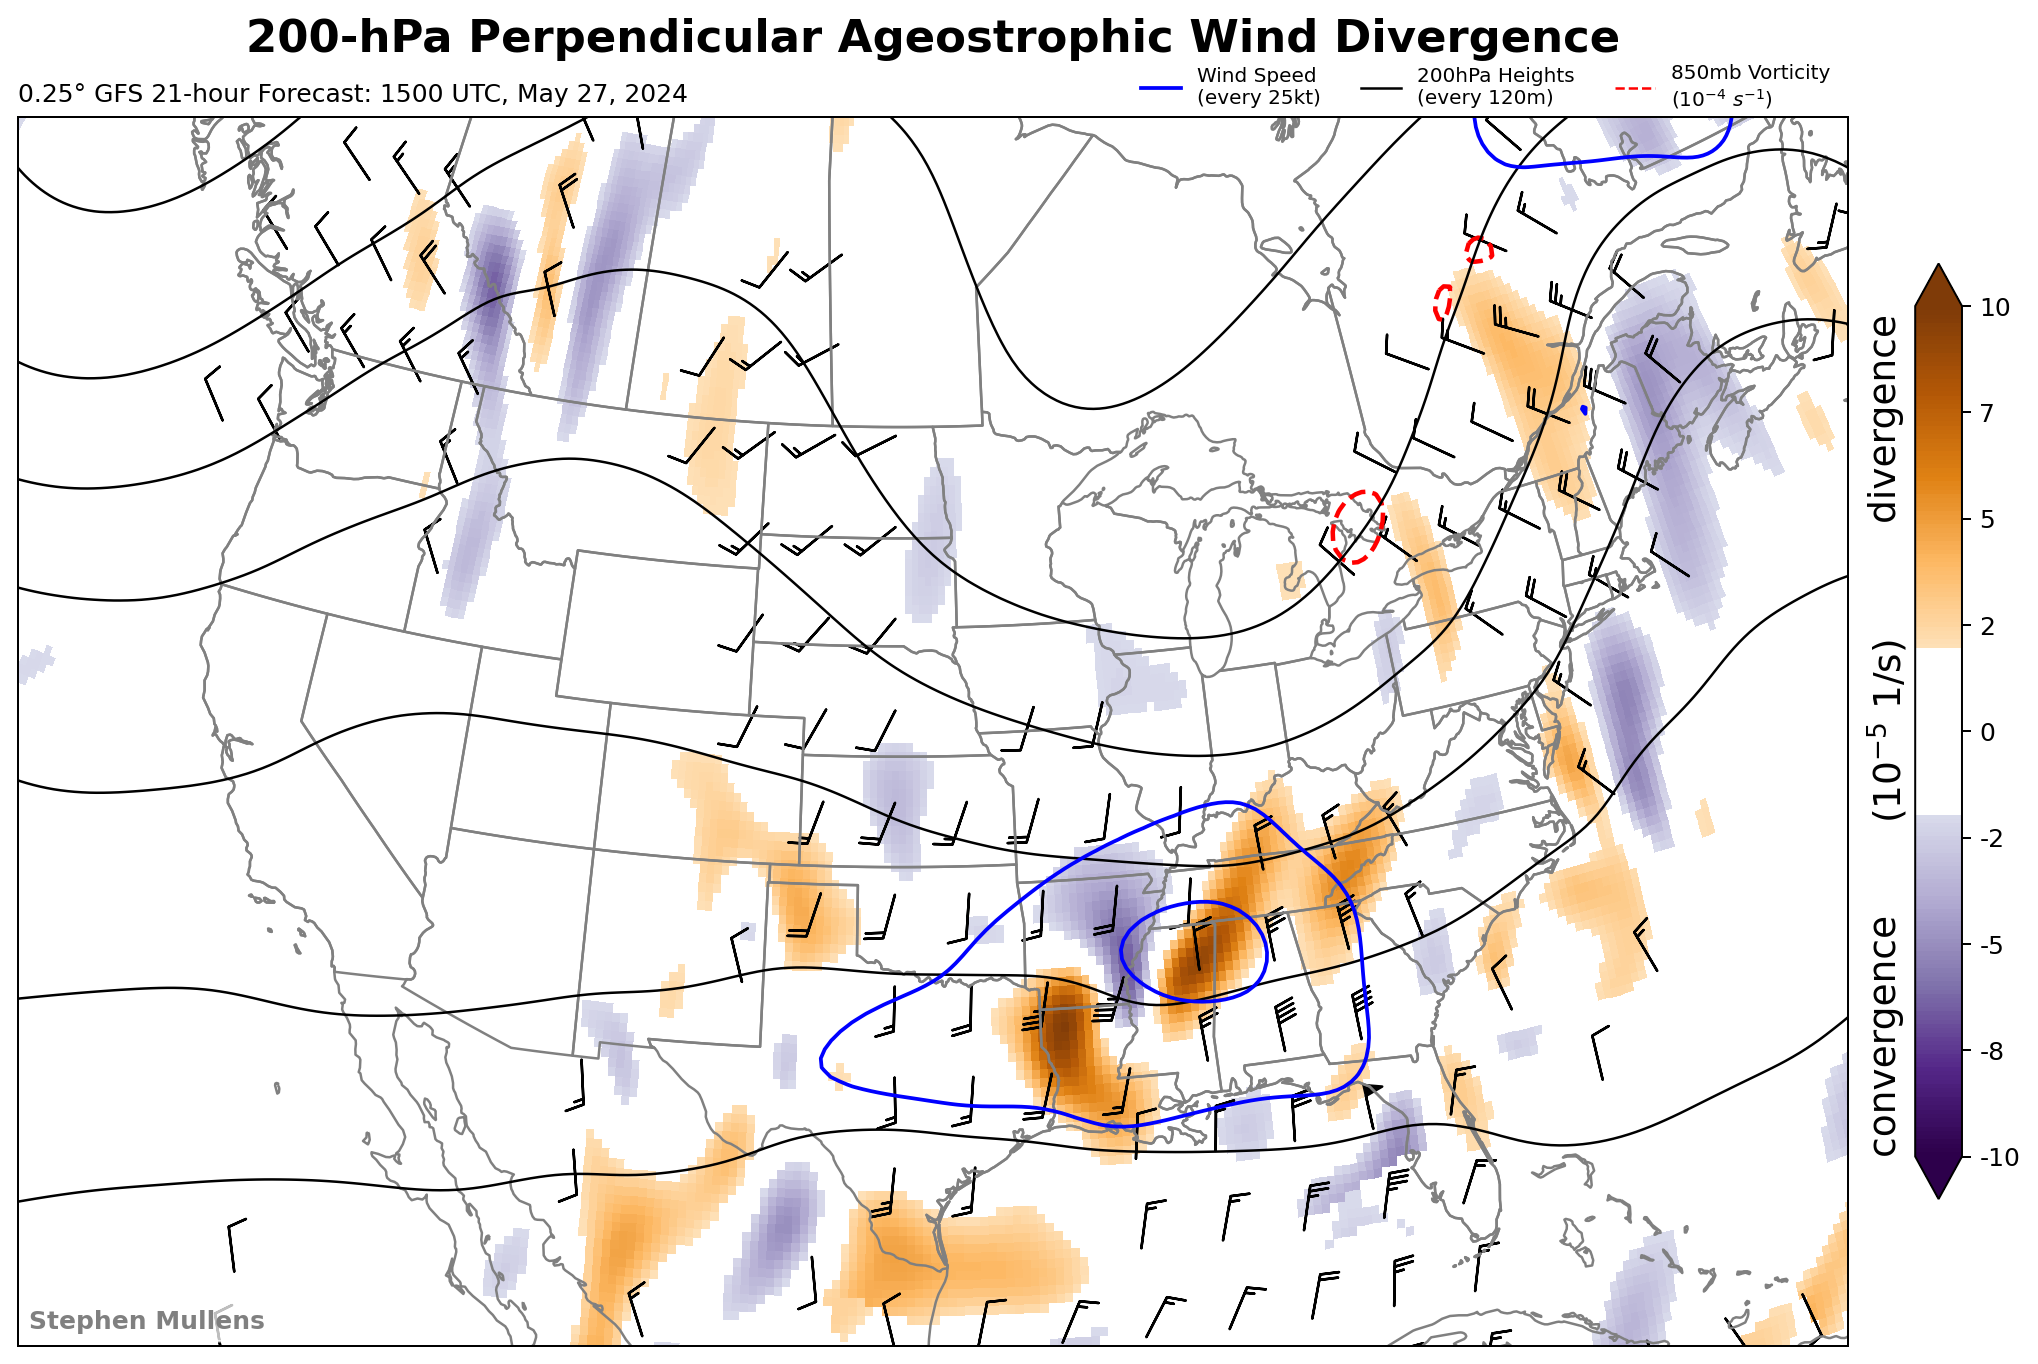 200-hPa Perpendicular Ageostrophic Wind Divergence
0.25° GFS 21-hour Forecast: 1500 UTC, May 27, 2024
Wind Speed
(every 25kt)
200hPa Heights
(every 120m)
850mb Vorticity
(10⁻⁴ s⁻¹)
10
7
5
2
0
-2
-5
-8
-10
convergence (10⁻⁵ 1/s) divergence
Stephen Mullens